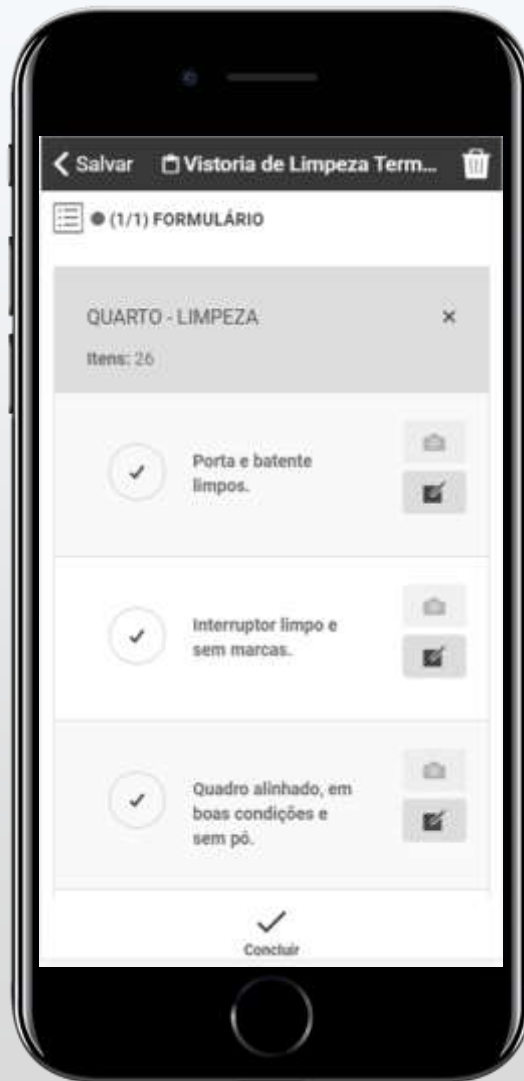 Salvar Vistoria de Limpeza Term...
(1/1) FORMULÁRIO
QUARTO - LIMPEZA
Itens: 26
Porta e batente
limpos.
Interruptor limpo e
sem marcas.
Quadro alinhado, em
boas condições e
sem pó.
Concluir